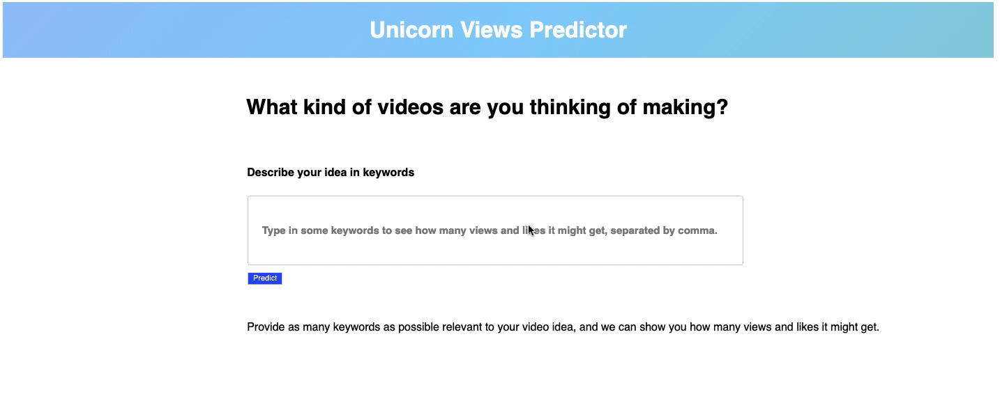 Unicorn Views Predictor
What kind of videos are you thinking of making?
Describe your idea in keywords
Type in some keywords to see how many views and likes it might get, separated by comma.
Predict
Provide as many keywords as possible relevant to your video idea, and we can show you how many views and likes it might get.